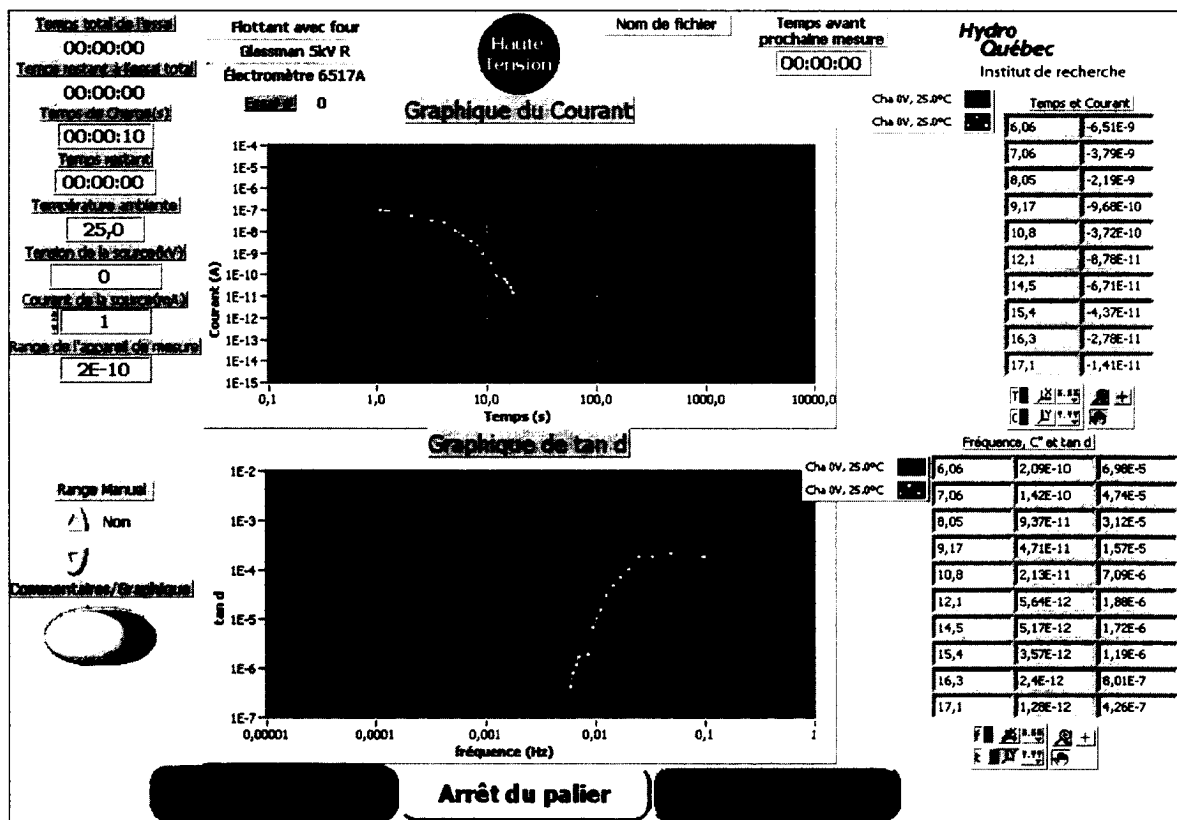 Temps total de l'essai
00:00:00
Temps restant à l'essai total
00:00:00
Temps de Charge(s)
00:00:10
Temps restant
00:00:00
Température ambiente
25,0
Tension de la source(kV)
0
Courant de la source(mA)
1
Range de l'appareil de mesure
2E-10
Range Manuel
Non
Commentaires/Graphique
Flottant avec four
Glassman 5kV R
Électromètre 6517A
Essai # 0
Haute
Tension
Nom de fichier
Temps avant
prochaine mesure
00:00:00
Hydro
Québec
Institut de recherche
Graphique du Courant
Cha 0V, 25.0°C
Cha 0V, 25.0°C
Courant (A)
1E-4
1E-5
1E-6
1E-7
1E-8
1E-9
1E-10
1E-11
1E-12
1E-13
1E-14
1E-15
0,1 1,0 10,0 100,0 1000,0 10000,0
Temps (s)
Temps et Courant
6,06 -6,51E-9
7,06 -3,79E-9
8,05 -2,19E-9
9,17 -9,68E-10
10,8 -3,72E-10
12,1 -8,78E-11
14,5 -6,71E-11
15,4 -4,37E-11
16,3 -2,78E-11
17,1 -1,41E-11
Graphique de tan d
Cha 0V, 25.0°C
Cha 0V, 25.0°C
tan d
1E-2
1E-3
1E-4
1E-5
1E-6
1E-7
0,00001 0,0001 0,001 0,01 0,1 1
fréquence (Hz)
Fréquence, C" et tan d
6,06 2,09E-10 6,98E-5
7,06 1,42E-10 4,74E-5
8,05 9,37E-11 3,12E-5
9,17 4,71E-11 1,57E-5
10,8 2,13E-11 7,09E-6
12,1 5,64E-12 1,88E-6
14,5 5,17E-12 1,72E-6
15,4 3,57E-12 1,19E-6
16,3 2,4E-12 8,01E-7
17,1 1,28E-12 4,26E-7
Arrêt du palier